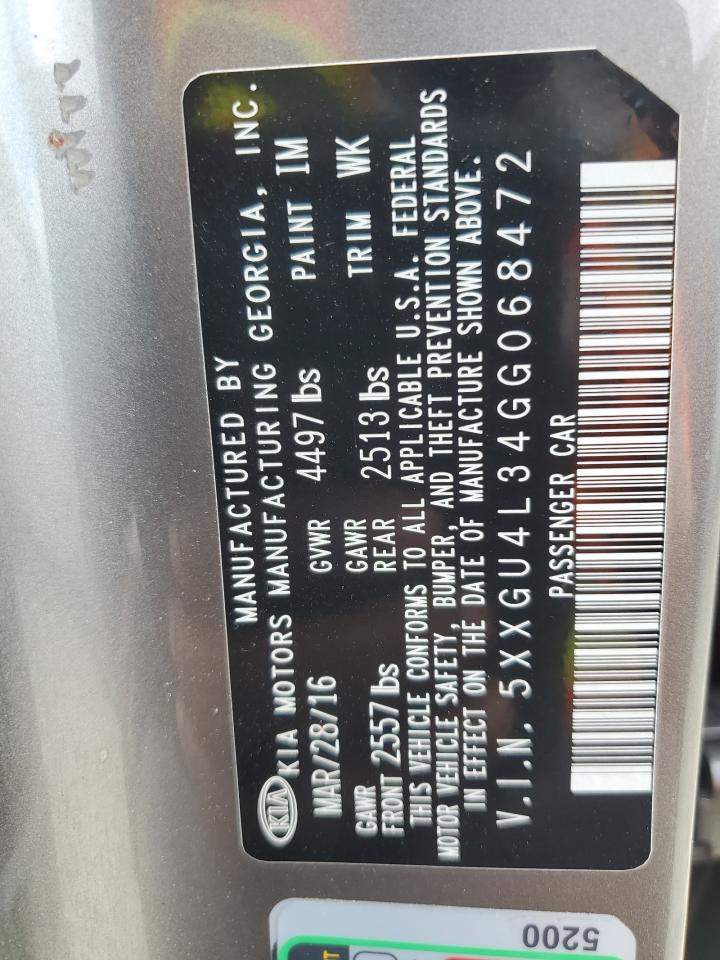 MANUFACTURED BY
KIA KIA MOTORS MANUFACTURING GEORGIA, INC.
MAR/28/16 GVWR 4497 lbs PAINT IM
GAWR FRONT 2557 lbs GAWR REAR 2513 lbs TRIM WK
THIS VEHICLE CONFORMS TO ALL APPLICABLE U.S.A. FEDERAL
MOTOR VEHICLE SAFETY, BUMPER, AND THEFT PREVENTION STANDARDS
IN EFFECT ON THE DATE OF MANUFACTURE SHOWN ABOVE.
V.I.N. 5XXGU4L34GG068472
PASSENGER CAR
5200